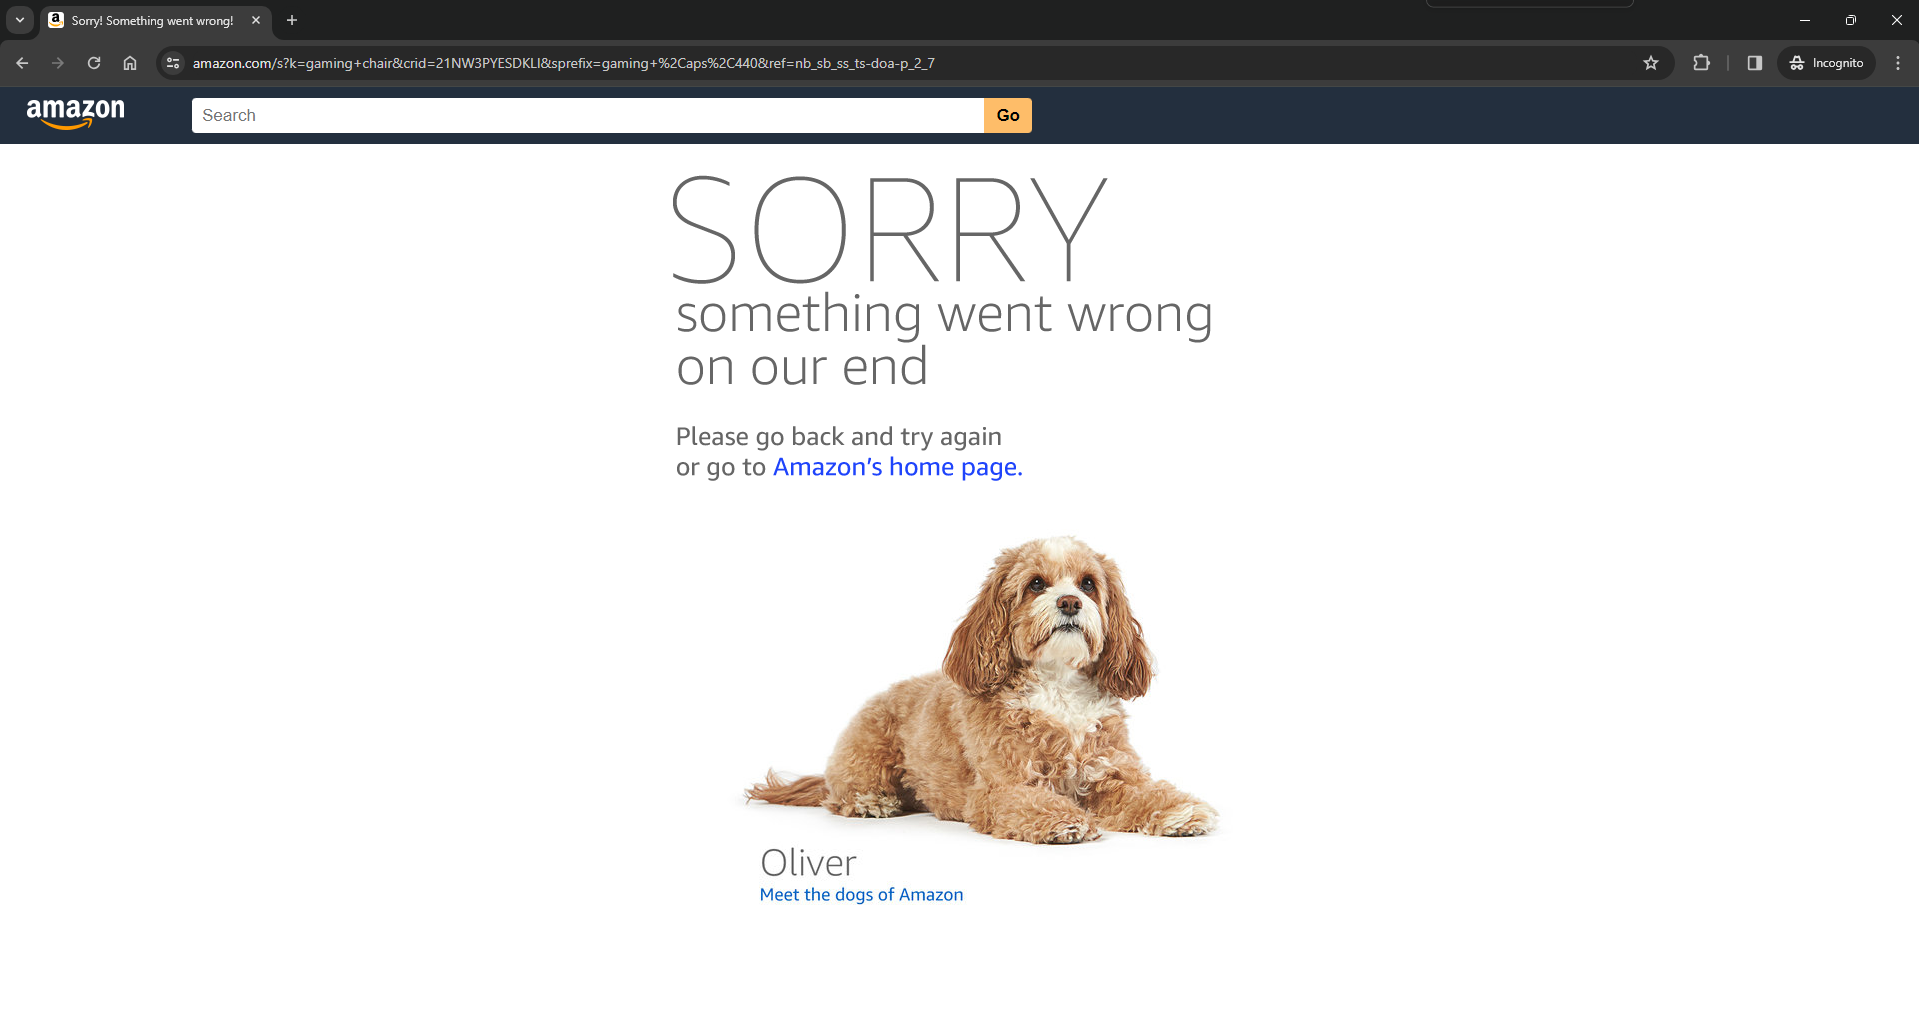 Sorry! Something went wrong!
amazon.com/s?k=gaming+chair&crid=21NW3PYESDKLI&sprefix=gaming+%2Caps%2C440&ref=nb_sb_ss_ts-doa-p_2_7
Incognito
amazon
Search
Go
SORRY
something went wrong
on our end
Please go back and try again
or go to Amazon's home page.
Oliver
Meet the dogs of Amazon